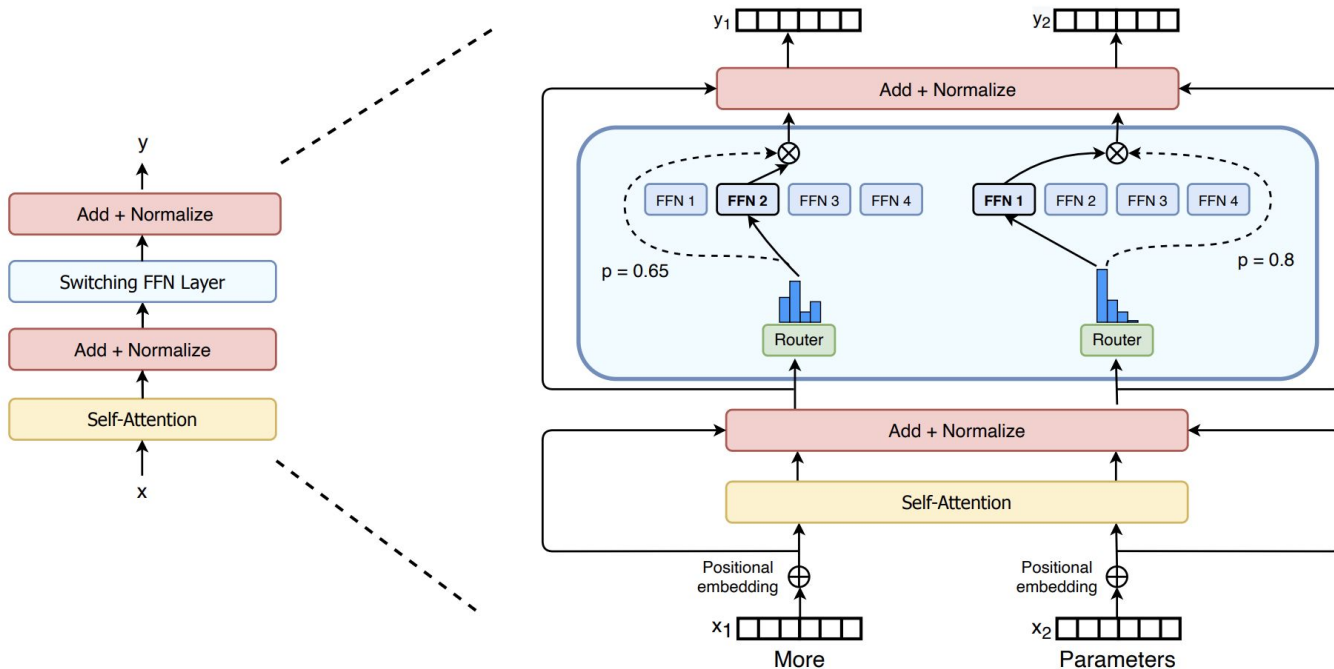 y
Add + Normalize
Switching FFN Layer
Add + Normalize
Self-Attention
x
y1
y2
Add + Normalize
FFN 1
FFN 2
FFN 3
FFN 4
FFN 1
FFN 2
FFN 3
FFN 4
p = 0.65
p = 0.8
Router
Router
Add + Normalize
Self-Attention
Positional
embedding
Positional
embedding
x1
x2
More
Parameters